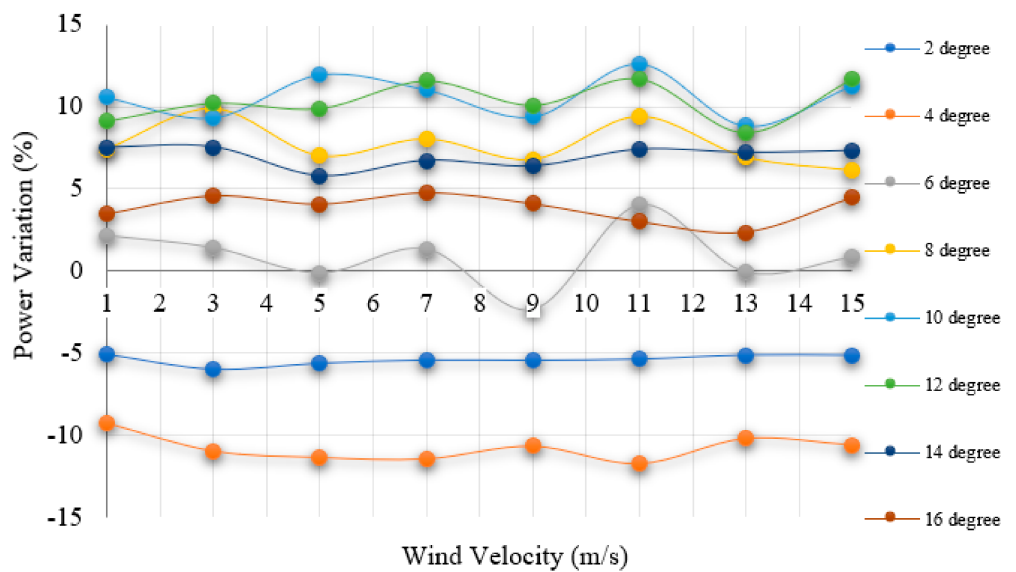 15
10
5
0
-5
-10
-15
1 2 3 4 5 6 7 8 9 10 11 12 13 14 15
Power Variation (%)
Wind Velocity (m/s)
2 degree
4 degree
6 degree
8 degree
10 degree
12 degree
14 degree
16 degree